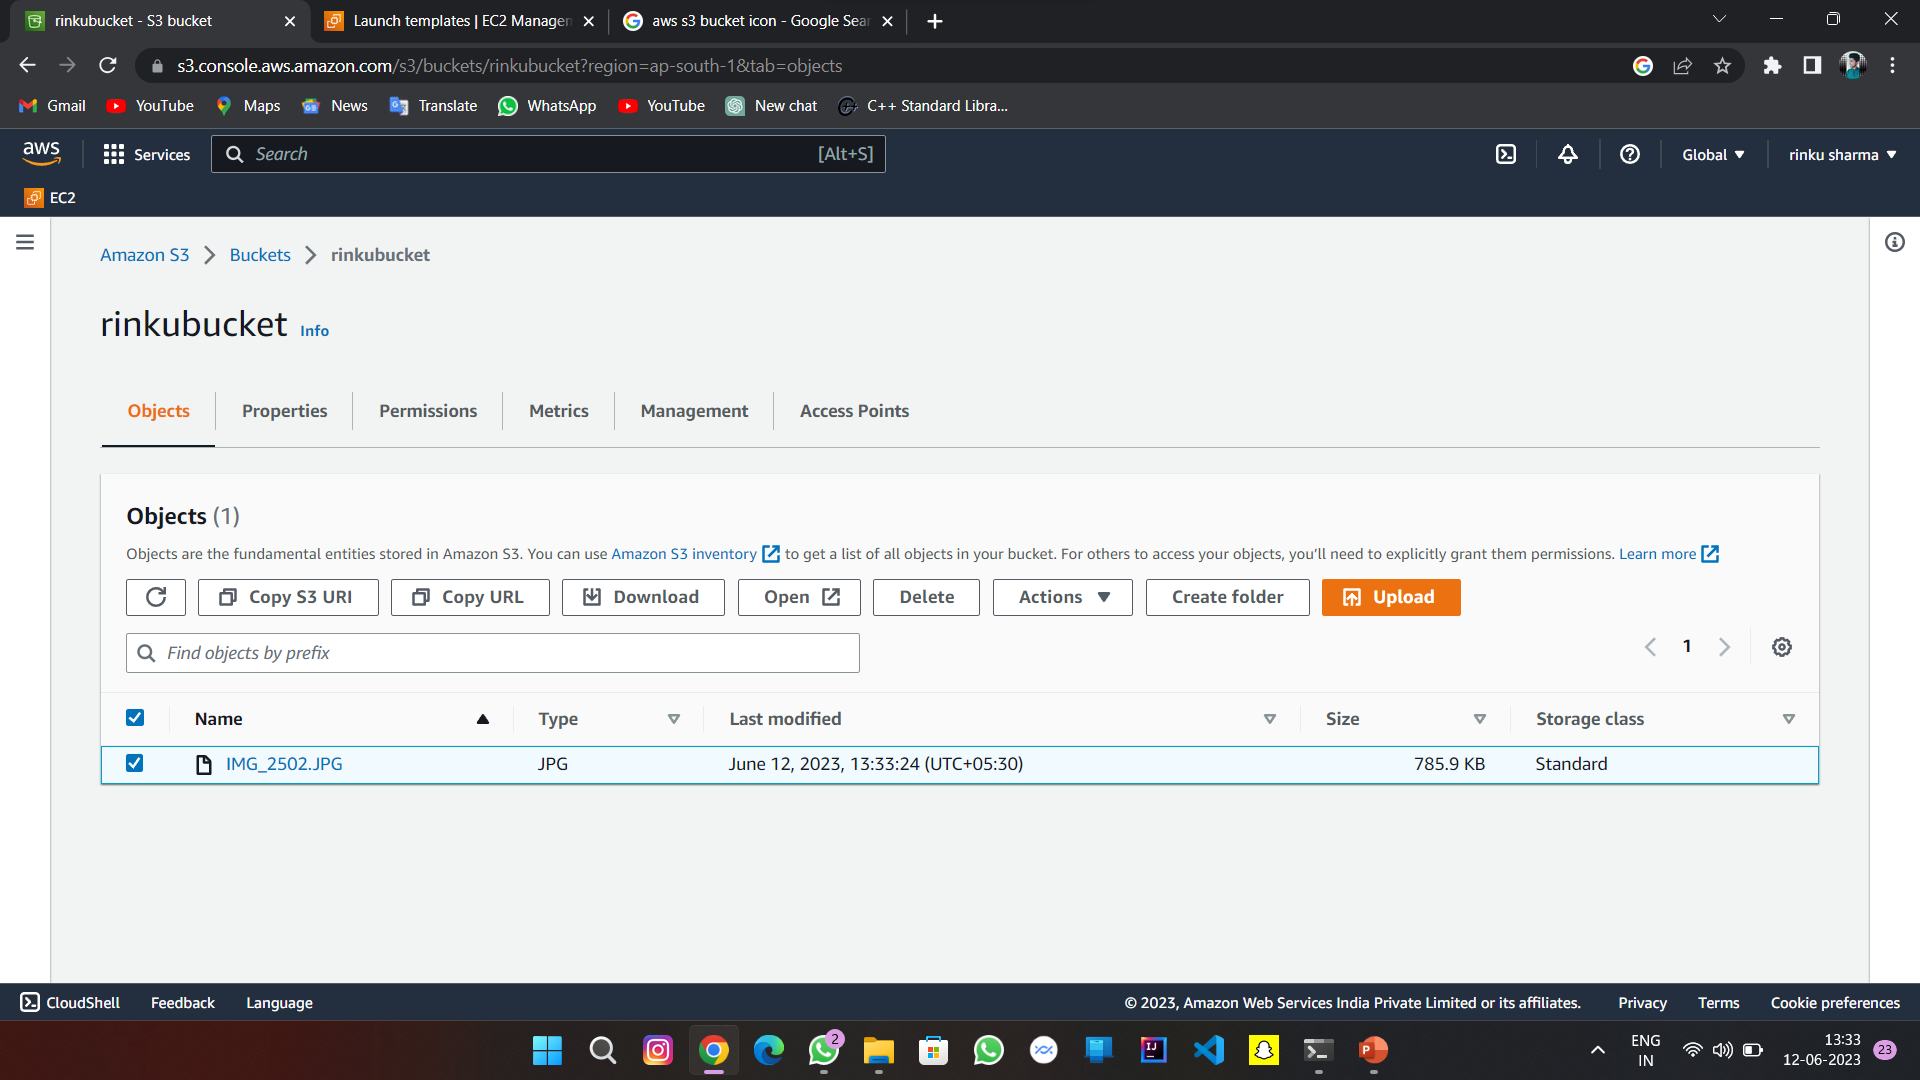 rinkubucket - S3 bucket
Launch templates | EC2 Managen
aws s3 bucket icon - Google Sear
s3.console.aws.amazon.com/s3/buckets/rinkubucket?region=ap-south-1&tab=objects
Gmail YouTube Maps News Translate WhatsApp YouTube New chat C++ Standard Libra...
aws Services Search [Alt+S] Global rinku sharma
EC2
Amazon S3 Buckets rinkubucket
rinkubucket Info
Objects Properties Permissions Metrics Management Access Points
Objects (1)
Objects are the fundamental entities stored in Amazon S3. You can use Amazon S3 inventory to get a list of all objects in your bucket. For others to access your objects, you'll need to explicitly grant them permissions. Learn more
Copy S3 URI Copy URL Download Open Delete Actions Create folder Upload
Find objects by prefix 1
Name Type Last modified Size Storage class
IMG_2502.JPG JPG June 12, 2023, 13:33:24 (UTC+05:30) 785.9 KB Standard
CloudShell Feedback Language © 2023, Amazon Web Services India Private Limited or its affiliates. Privacy Terms Cookie preferences
2 ENG 13:33
IN 12-06-2023 23